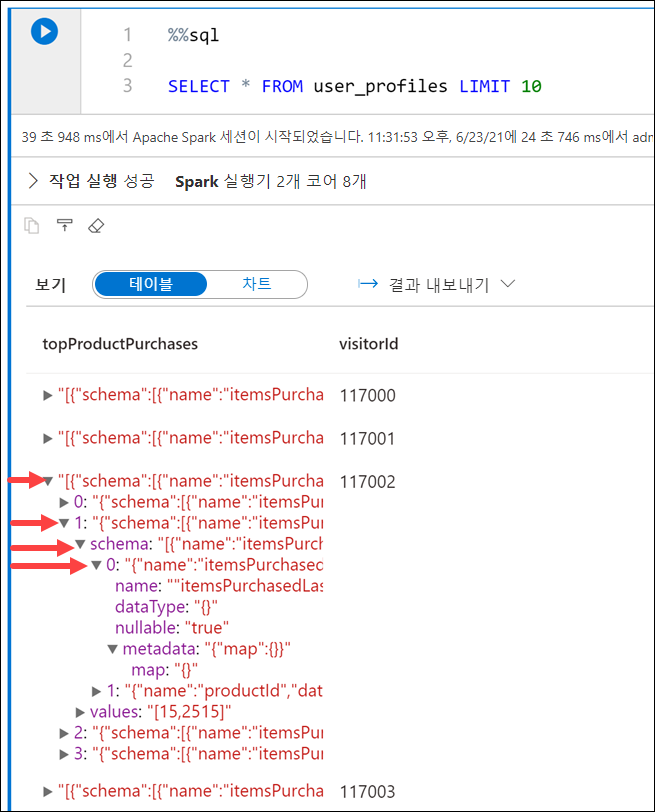 1 %%sql
2
3 SELECT * FROM user_profiles LIMIT 10
39 초 948 ms에서 Apache Spark 세션이 시작되었습니다. 11:31:53 오후, 6/23/21에 24 초 746 ms에서 adm
작업 실행 성공 Spark 실행기 2개 코어 8개
보기 테이블 차트 결과 내보내기
topProductPurchases visitorId
"[{"schema":[{"name":"itemsPurcha 117000
"[{"schema":[{"name":"itemsPurcha 117001
"[{"schema":[{"name":"itemsPurcha 117002
0: "{"schema":[{"name":"itemsPur
1: "{"schema":[{"name":"itemsPur
schema: "[{"name":"itemsPurch
0: "{"name":"itemsPurchased
name: ""itemsPurchasedLas
dataType: "{}"
nullable: "true"
metadata: "{"map":{}}"
map: "{}"
1: "{"name":"productId","dat
values: "[15,2515]"
2: "{"schema":[{"name":"itemsPur
3: "{"schema":[{"name":"itemsPur
"[{"schema":[{"name":"itemsPurcha 117003